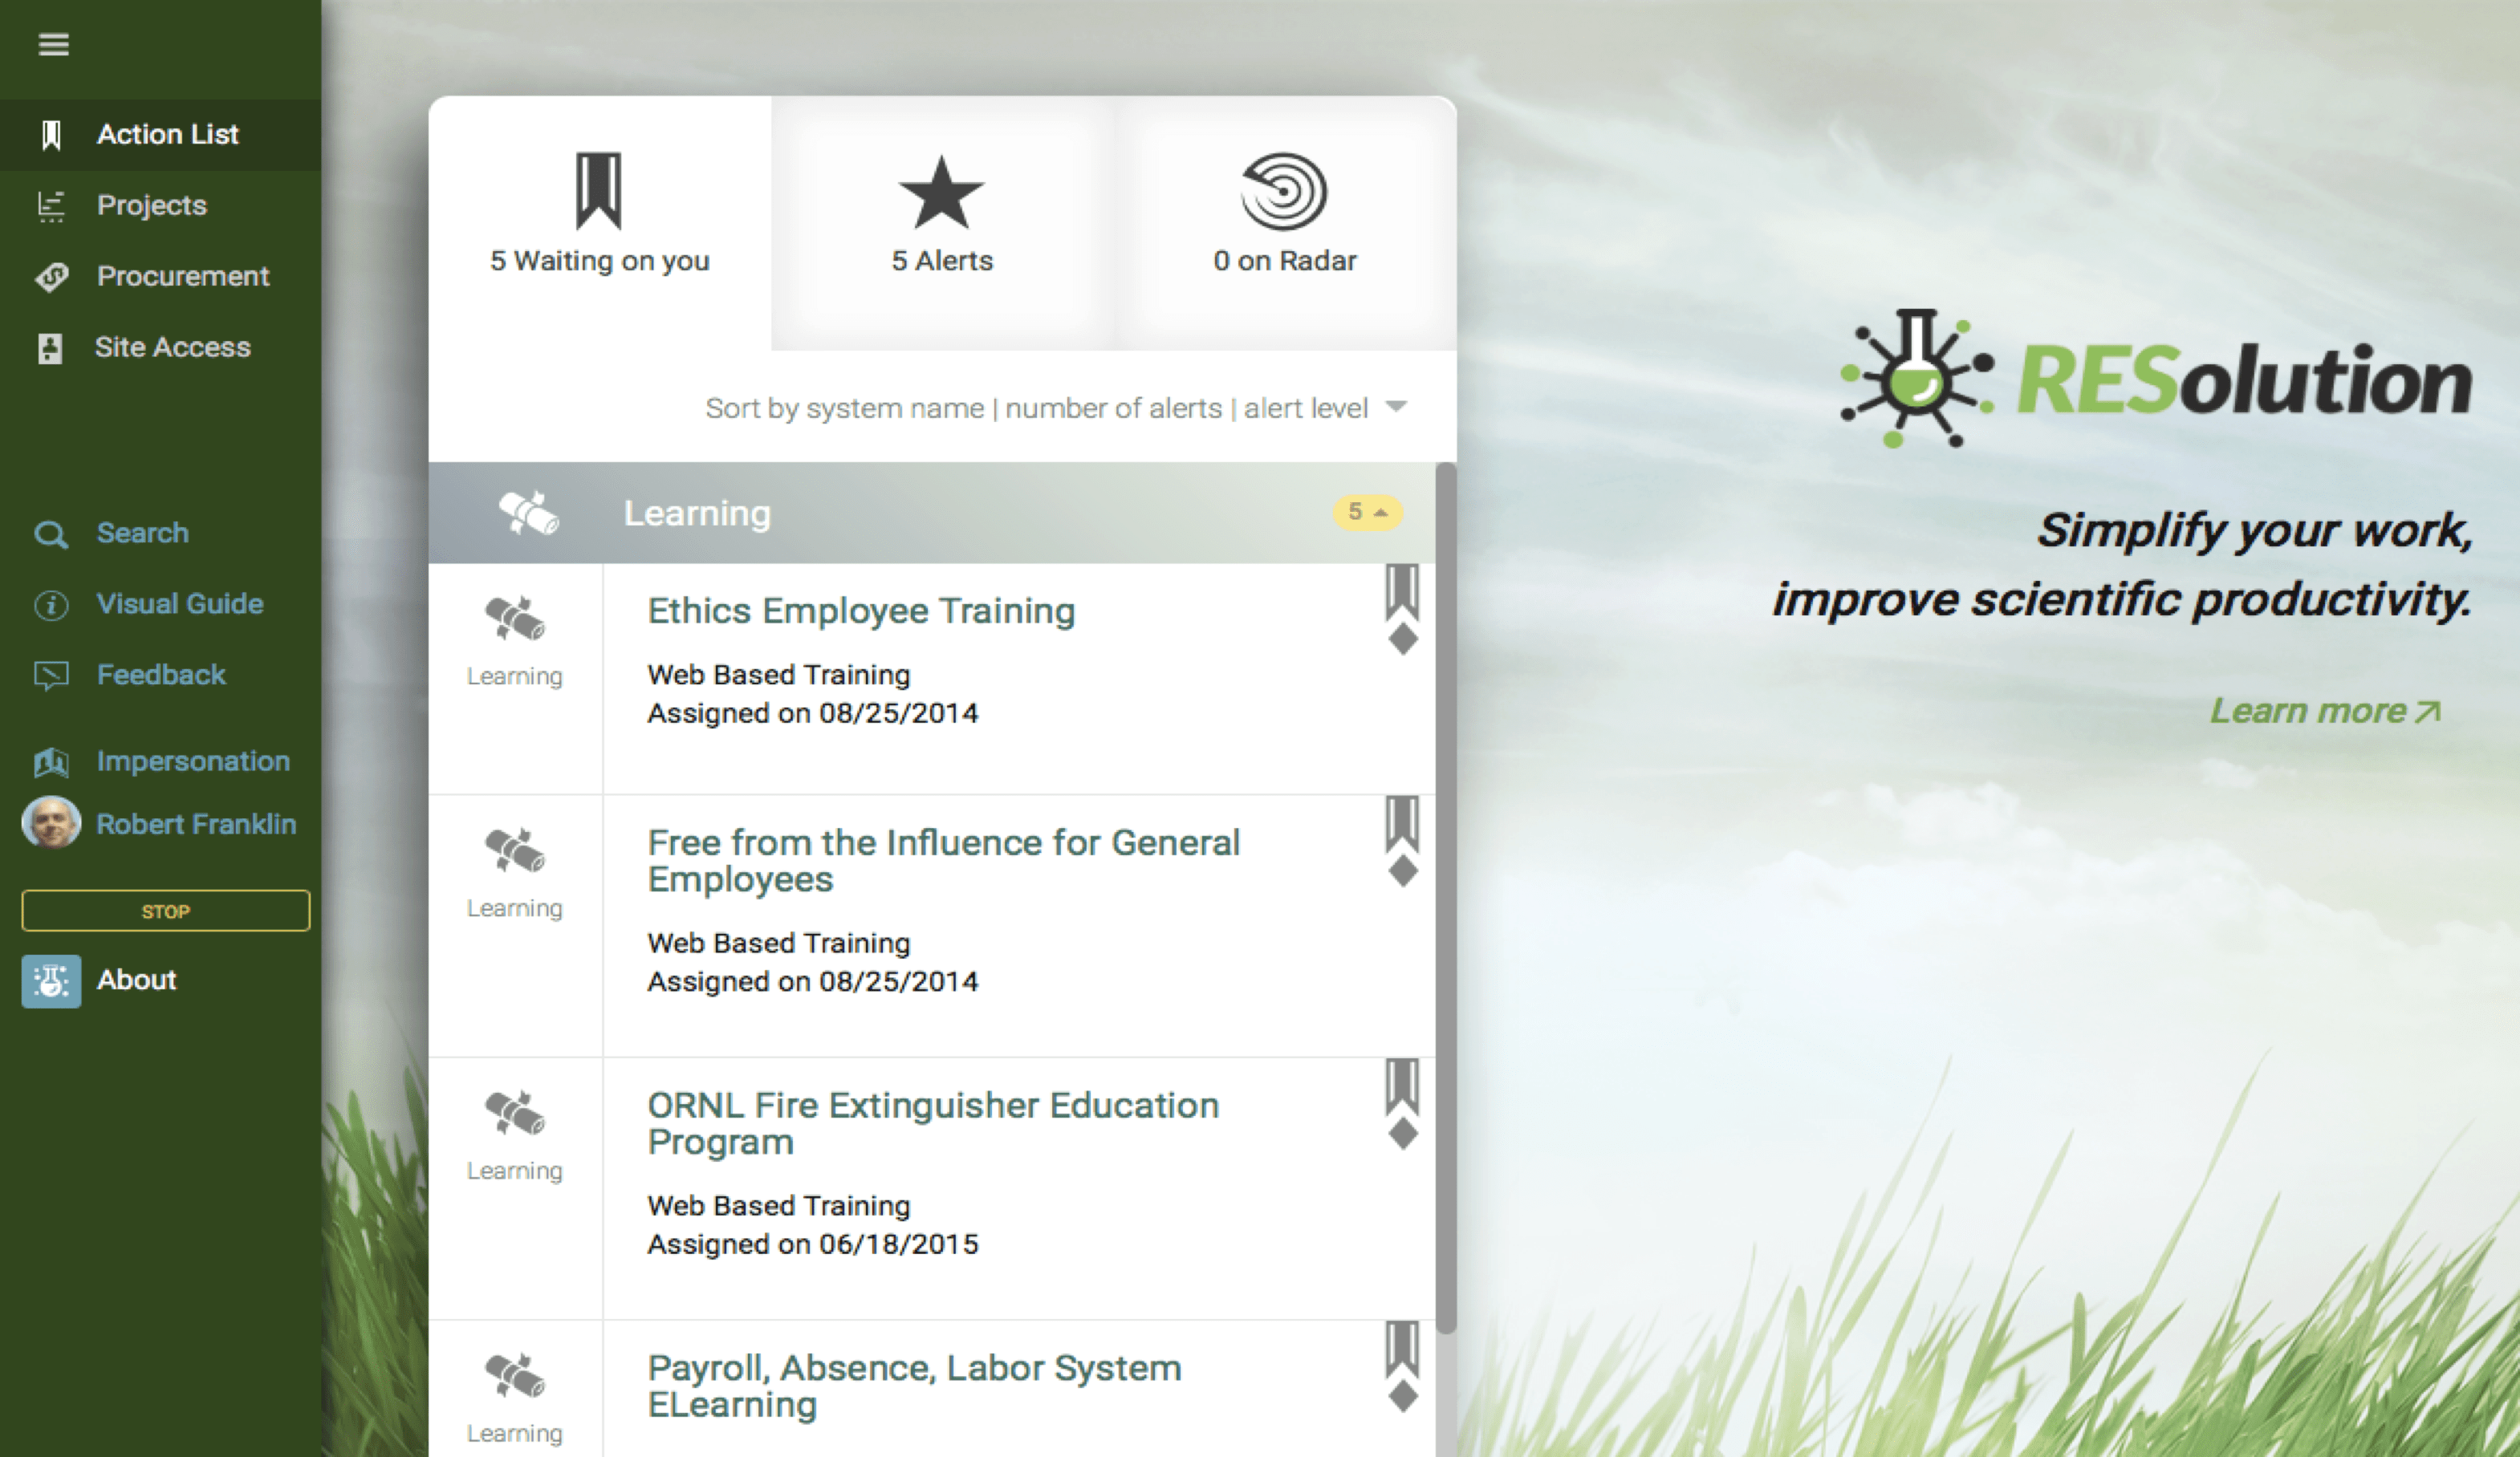 Action List
Projects
Procurement
Site Access
Search
Visual Guide
Feedback
Impersonation
Robert Franklin
STOP
About
5 Waiting on you
5 Alerts
0 on Radar
Sort by system name | number of alerts | alert level
Learning
5
Learning
Ethics Employee Training
Web Based Training
Assigned on 08/25/2014
Learning
Free from the Influence for General
Employees
Web Based Training
Assigned on 08/25/2014
Learning
ORNL Fire Extinguisher Education
Program
Web Based Training
Assigned on 06/18/2015
Learning
Payroll, Absence, Labor System
ELearning
RESolution
Simplify your work,
improve scientific productivity.
Learn more